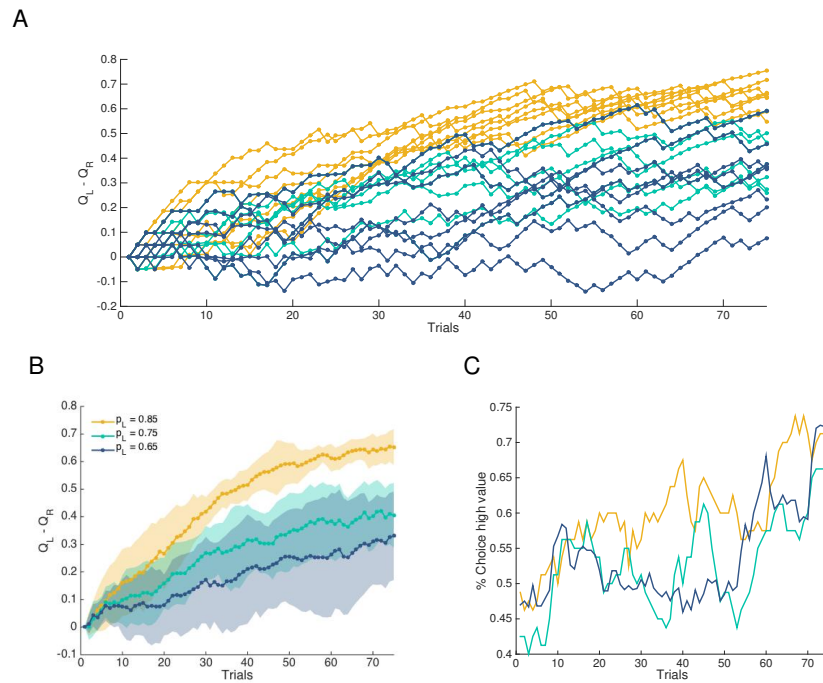 A
0.8
0.7
0.6
0.5
0.4
0.3
0.2
0.1
0
-0.1
-0.2
Q_L - Q_R
0 10 20 30 40 50 60 70
Trials
B
0.8
0.7
0.6
0.5
0.4
0.3
0.2
0.1
0
-0.1
Q_L - Q_R
p_L = 0.85
p_L = 0.75
p_L = 0.65
0 10 20 30 40 50 60 70
Trials
C
0.75
0.7
0.65
0.6
0.55
0.5
0.45
0.4
% Choice high value
0 10 20 30 40 50 60 70
Trials